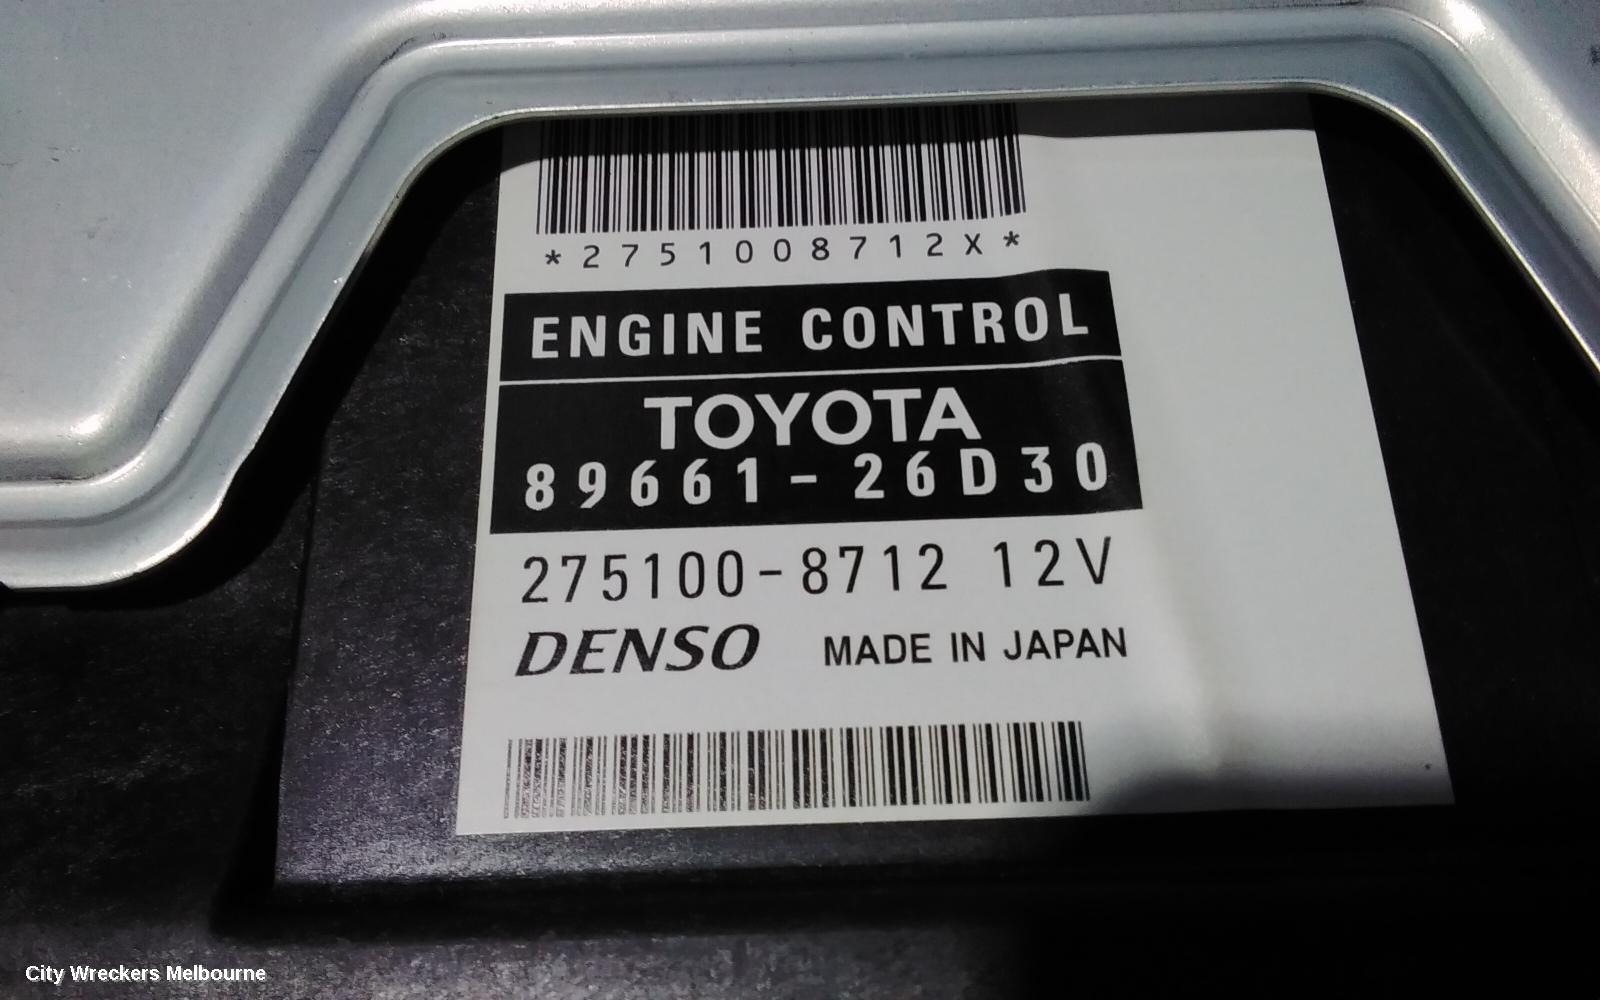 *2751008712X*
ENGINE CONTROL
TOYOTA
89661-26D30
275100-8712 12V
DENSO MADE IN JAPAN
City Wreckers Melbourne